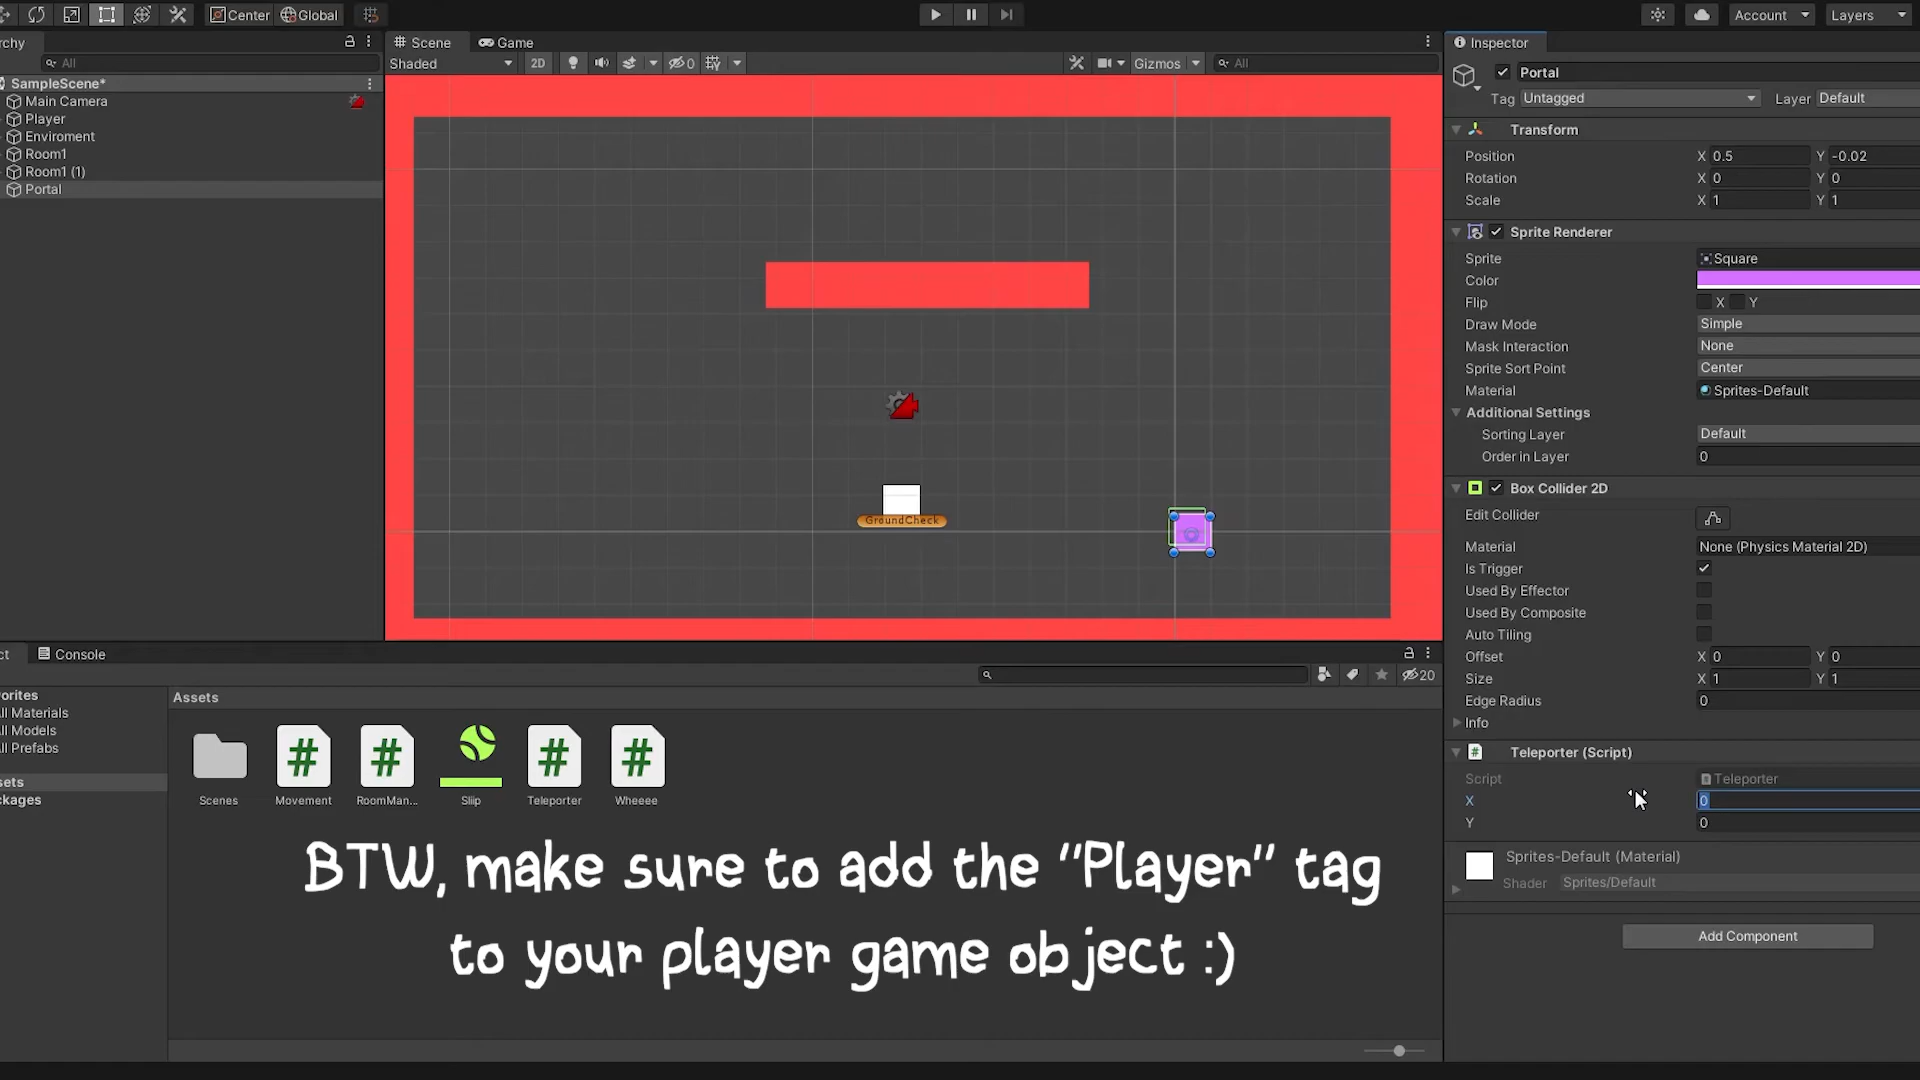 Center
Global
Account
Layers
rchy
All
SampleScene*
Main Camera
Player
Enviroment
Room1
Room1 (1)
Portal
Scene
Game
Shaded
2D
0
Gizmos
All
GroundCheck
Inspector
Portal
Tag Untagged Layer Default
Transform
Position X 0.5 Y -0.02
Rotation X 0 Y 0
Scale X 1 Y 1
Sprite Renderer
Sprite Square
Color
Flip X Y
Draw Mode Simple
Mask Interaction None
Sprite Sort Point Center
Material Sprites-Default
Additional Settings
Sorting Layer Default
Order in Layer 0
Box Collider 2D
Edit Collider
Material None (Physics Material 2D)
Is Trigger
Used By Effector
Used By Composite
Auto Tiling
Offset X 0 Y 0
Size X 1 Y 1
Edge Radius 0
Info
Teleporter (Script)
Script Teleporter
X 0
Y 0
Sprites-Default (Material)
Shader Sprites/Default
Add Component
ct
Console
20
orites
ll Materials
ll Models
ll Prefabs
sets
ckages
Assets
Scenes
Movement
RoomMan...
Sliip
Teleporter
Wheeee
BTW, make sure to add the "Player" tag
to your player game object :)